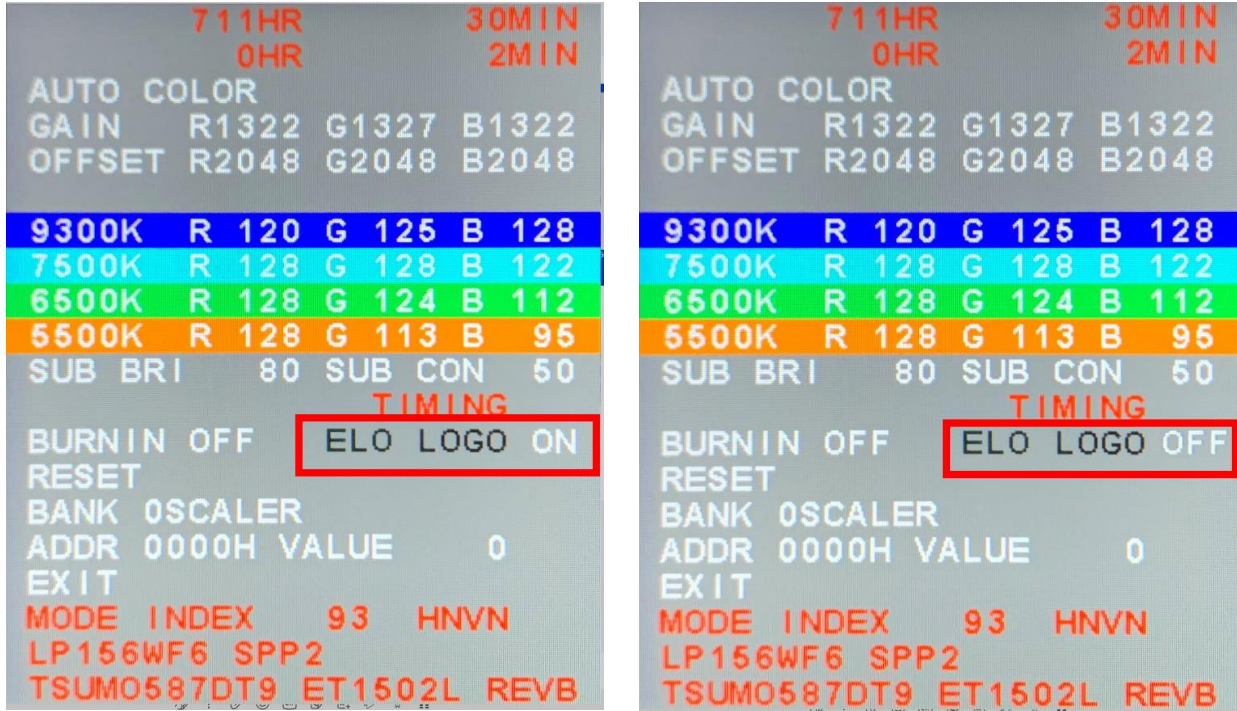 711HR 30MIN
0HR 2MIN
AUTO COLOR
GAIN R1322 G1327 B1322
OFFSET R2048 G2048 B2048
9300K R 120 G 125 B 128
7500K R 128 G 128 B 122
6500K R 128 G 124 B 112
5500K R 128 G 113 B 95
SUB BRI 80 SUB CON 50
TIMING
BURNIN OFF ELO LOGO ON
RESET
BANK 0SCALER
ADDR 0000H VALUE 0
EXIT
MODE INDEX 93 HNVN
LP156WF6 SPP2
TSUMO587DT9 ET1502L REVB
711HR 30MIN
0HR 2MIN
AUTO COLOR
GAIN R1322 G1327 B1322
OFFSET R2048 G2048 B2048
9300K R 120 G 125 B 128
7500K R 128 G 128 B 122
6500K R 128 G 124 B 112
5500K R 128 G 113 B 95
SUB BRI 80 SUB CON 50
TIMING
BURNIN OFF ELO LOGO OFF
RESET
BANK 0SCALER
ADDR 0000H VALUE 0
EXIT
MODE INDEX 93 HNVN
LP156WF6 SPP2
TSUMO587DT9 ET1502L REVB